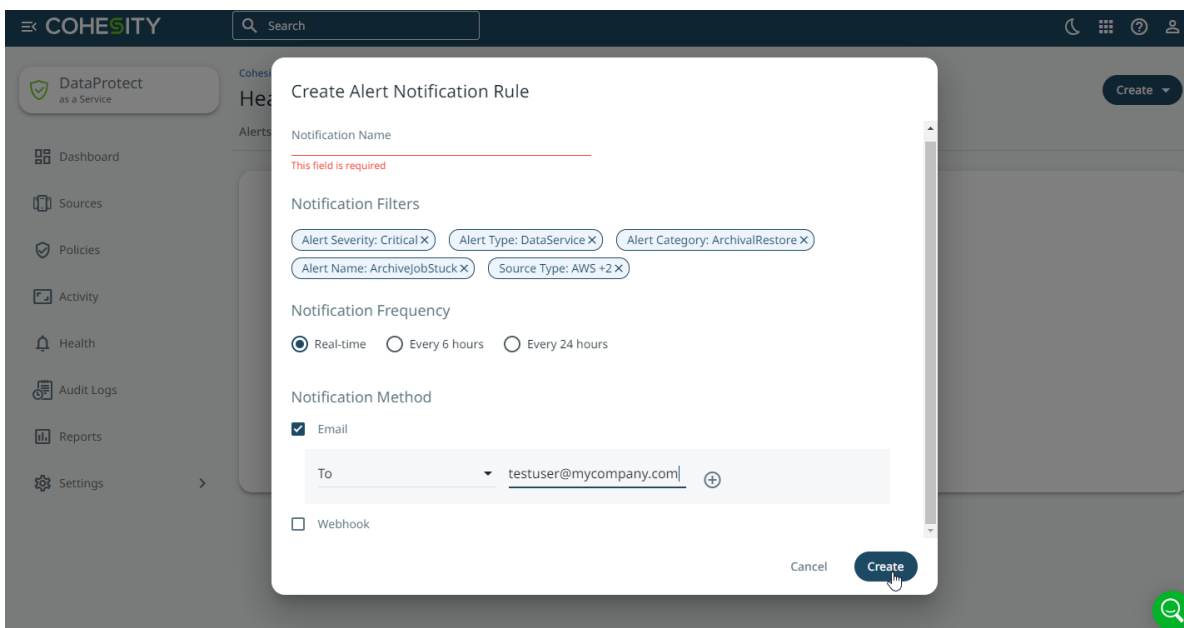 COHESITY
Search
DataProtect
as a Service
Cohesi
Hea
Create
Alerts
Dashboard
Sources
Policies
Activity
Health
Audit Logs
Reports
Settings
Create Alert Notification Rule
Notification Name
This field is required
Notification Filters
Alert Severity: Critical Alert Type: DataService Alert Category: ArchivalRestore
Alert Name: ArchiveJobStuck Source Type: AWS +2
Notification Frequency
Real-time Every 6 hours Every 24 hours
Notification Method
Email
To testuser@mycompany.com
Webhook
Cancel Create